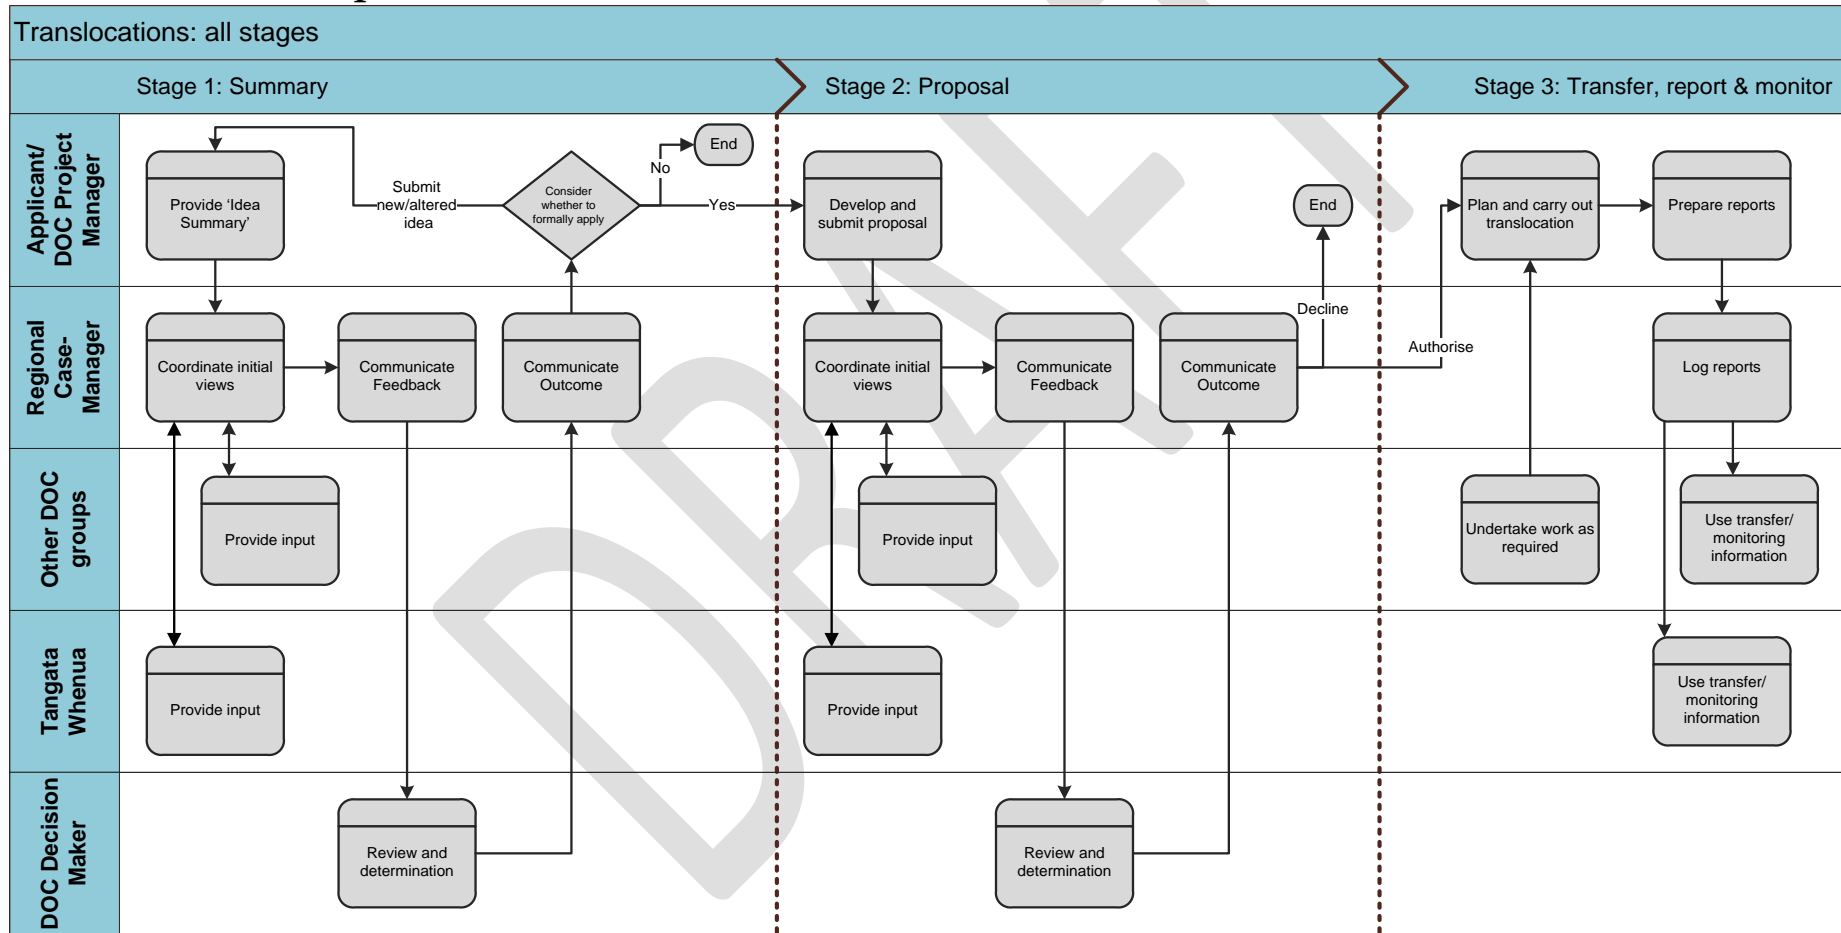 Translocations: all stages
Stage 1: Summary
Stage 2: Proposal
Stage 3: Transfer, report & monitor
Applicant/
DOC Project
Manager
Provide ‘Idea
Summary’
Submit
new/altered
idea
Consider
whether to
formally apply
No
End
Yes
Develop and
submit proposal
End
Decline
Authorise
Plan and carry out
translocation
Prepare reports
Regional
Case-
Manager
Coordinate initial
views
Communicate
Feedback
Communicate
Outcome
Coordinate initial
views
Communicate
Feedback
Communicate
Outcome
Log reports
Other DOC
groups
Provide input
Provide input
Undertake work as
required
Use transfer/
monitoring
information
Tangata
Whenua
Provide input
Provide input
Use transfer/
monitoring
information
DOC Decision
Maker
Review and
determination
Review and
determination
DRAFT